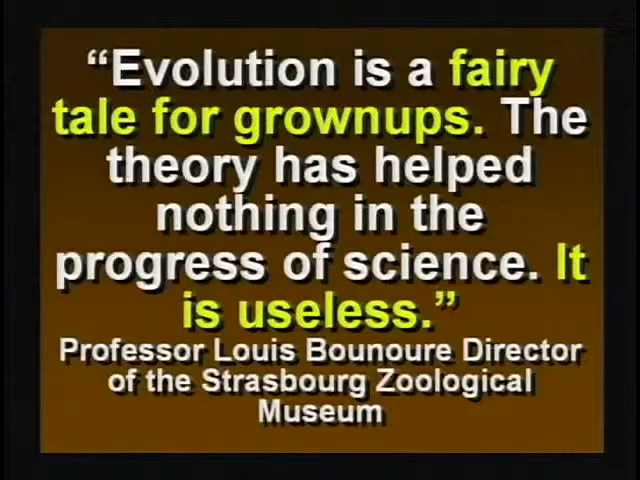 “Evolution is a fairy
tale for grownups. The
theory has helped
nothing in the
progress of science. It
is useless.”
Professor Louis Bounoure Director
of the Strasbourg Zoological
Museum